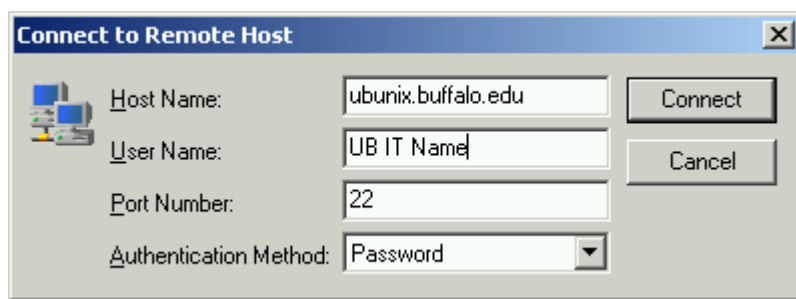 Connect to Remote Host
Host Name: ubunix.buffalo.edu Connect
User Name: UB IT Name Cancel
Port Number: 22
Authentication Method: Password